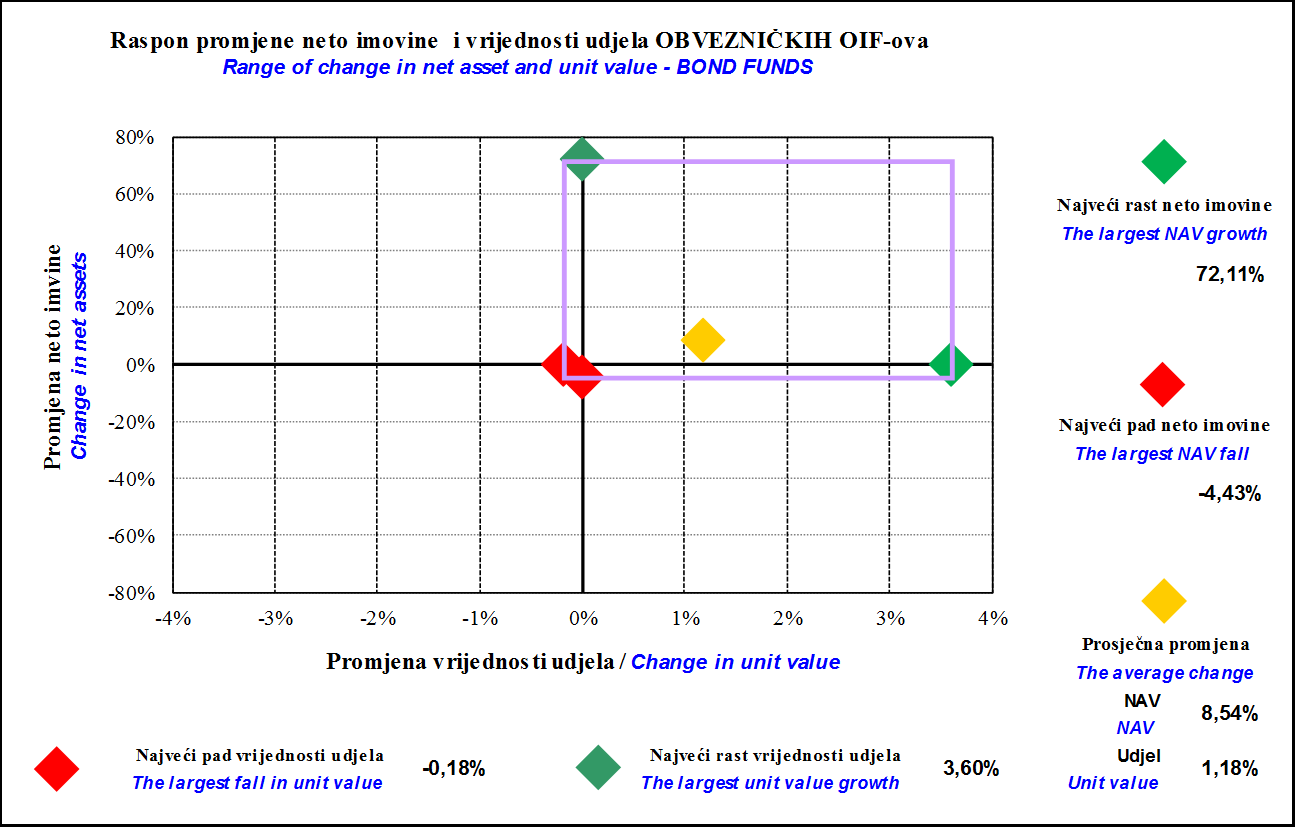 Raspon promjene neto imovine i vrijednosti udjela OBVEZNIČKIH OIF-ova
Range of change in net asset and unit value - BOND FUNDS
Promjena neto imvine
Change in net assets
80%
60%
40%
20%
0%
-20%
-40%
-60%
-80%
-4%
-3%
-2%
-1%
0%
1%
2%
3%
4%
Promjena vrijednosti udjela / Change in unit value
Najveći rast neto imovine
The largest NAV growth
72,11%
Najveći pad neto imovine
The largest NAV fall
-4,43%
Prosječna promjena
The average change
NAV
NAV
8,54%
Udjel
Unit value
1,18%
Najveći pad vrijednosti udjela
The largest fall in unit value
-0,18%
Najveći rast vrijednosti udjela
The largest unit value growth
3,60%